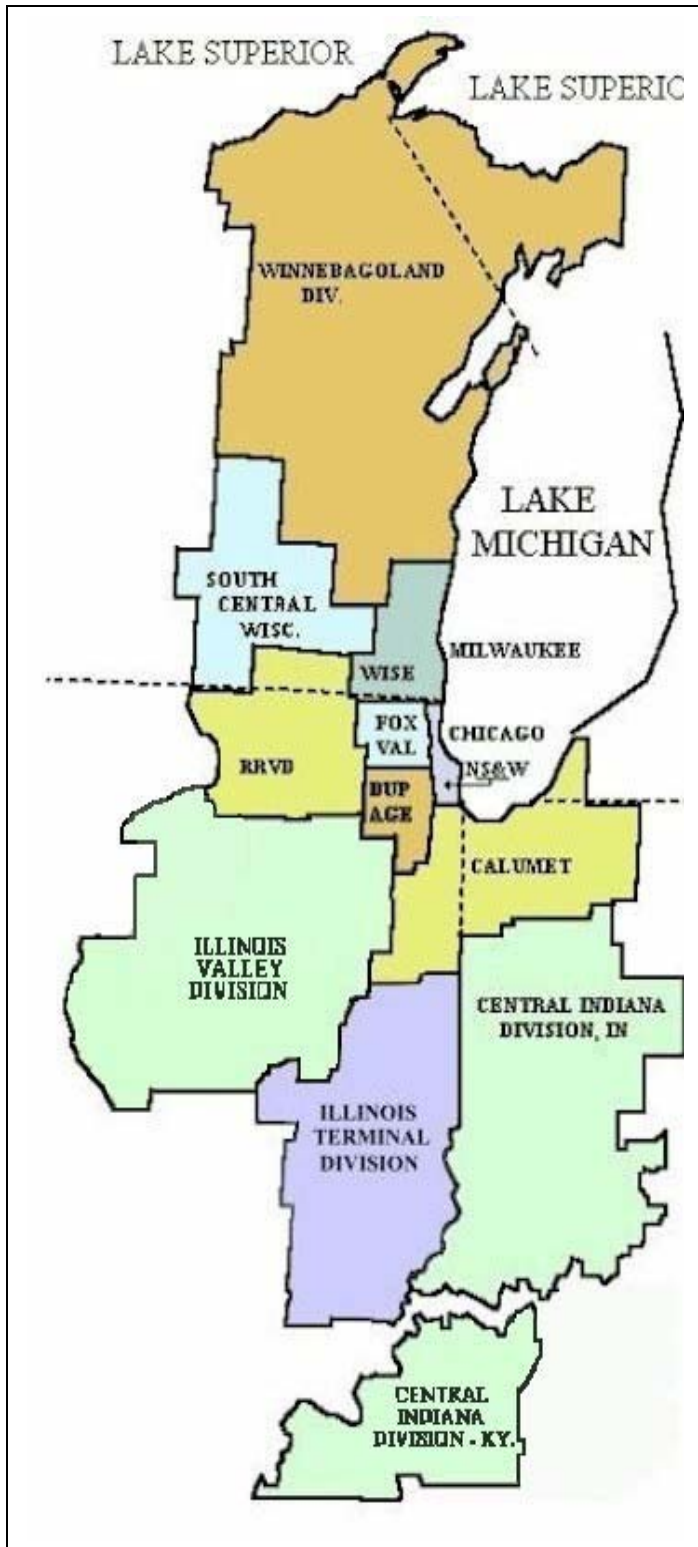 LAKE SUPERIOR
LAKE SUPERIO
WINNEBAGOLAND
DIV.
LAKE
MICHIGAN
SOUTH
CENTRAL
WISC.
WISE
MILWAUKEE
FOX
VAL
CHICAGO
NS&W
RRVD
DUP
AGE
CALUMET
ILLINOIS
VALLEY
DIVISION
CENTRAL INDIANA
DIVISION, IN
ILLINOIS
TERMINAL
DIVISION
CENTRAL
INDIANA
DIVISION - KY.